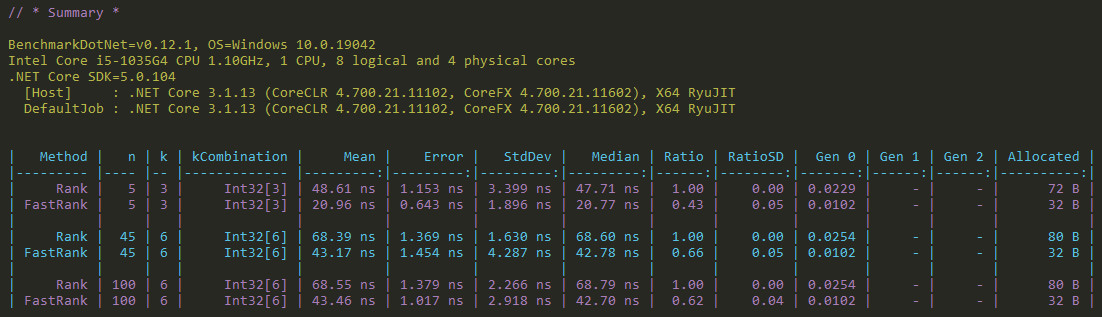 // * Summary *
BenchmarkDotNet=v0.12.1, OS=Windows 10.0.19042
Intel Core i5-1035G4 CPU 1.10GHz, 1 CPU, 8 logical and 4 physical cores
.NET Core SDK=5.0.104
  [Host]     : .NET Core 3.1.13 (CoreCLR 4.700.21.11102, CoreFX 4.700.21.11602), X64 RyuJIT
  DefaultJob : .NET Core 3.1.13 (CoreCLR 4.700.21.11102, CoreFX 4.700.21.11602), X64 RyuJIT
|   Method |   n | k | kCombination |     Mean |    Error |   StdDev |   Median | Ratio | RatioSD |  Gen 0 | Gen 1 | Gen 2 | Allocated |
|--------- |---- |-- |------------- |---------:|---------:|---------:|---------:|------:|--------:|-------:|------:|------:|----------:|
|     Rank |   5 | 3 |     Int32[3] | 48.61 ns | 1.153 ns | 3.399 ns | 47.71 ns |  1.00 |    0.00 | 0.0229 |     - |     - |      72 B |
| FastRank |   5 | 3 |     Int32[3] | 20.96 ns | 0.643 ns | 1.896 ns | 20.77 ns |  0.43 |    0.05 | 0.0102 |     - |     - |      32 B |
|          |     |   |              |          |          |          |          |       |         |        |       |       |           |
|     Rank |  45 | 6 |     Int32[6] | 68.39 ns | 1.369 ns | 1.630 ns | 68.60 ns |  1.00 |    0.00 | 0.0254 |     - |     - |      80 B |
| FastRank |  45 | 6 |     Int32[6] | 43.17 ns | 1.454 ns | 4.287 ns | 42.78 ns |  0.66 |    0.05 | 0.0102 |     - |     - |      32 B |
|          |     |   |              |          |          |          |          |       |         |        |       |       |           |
|     Rank | 100 | 6 |     Int32[6] | 68.55 ns | 1.379 ns | 2.266 ns | 68.79 ns |  1.00 |    0.00 | 0.0254 |     - |     - |      80 B |
| FastRank | 100 | 6 |     Int32[6] | 43.46 ns | 1.017 ns | 2.918 ns | 42.70 ns |  0.62 |    0.04 | 0.0102 |     - |     - |      32 B |